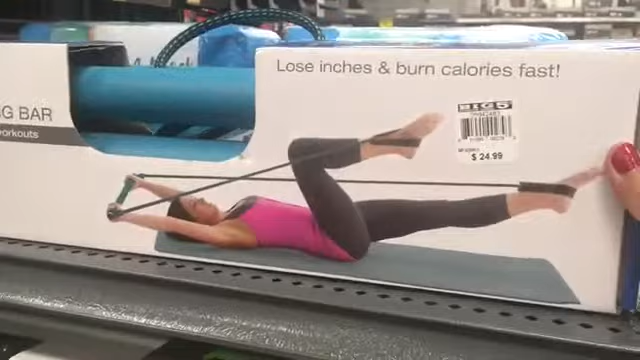 Lose inches & burn calories fast!
G BAR
workouts
BIG 5
$ 24.99